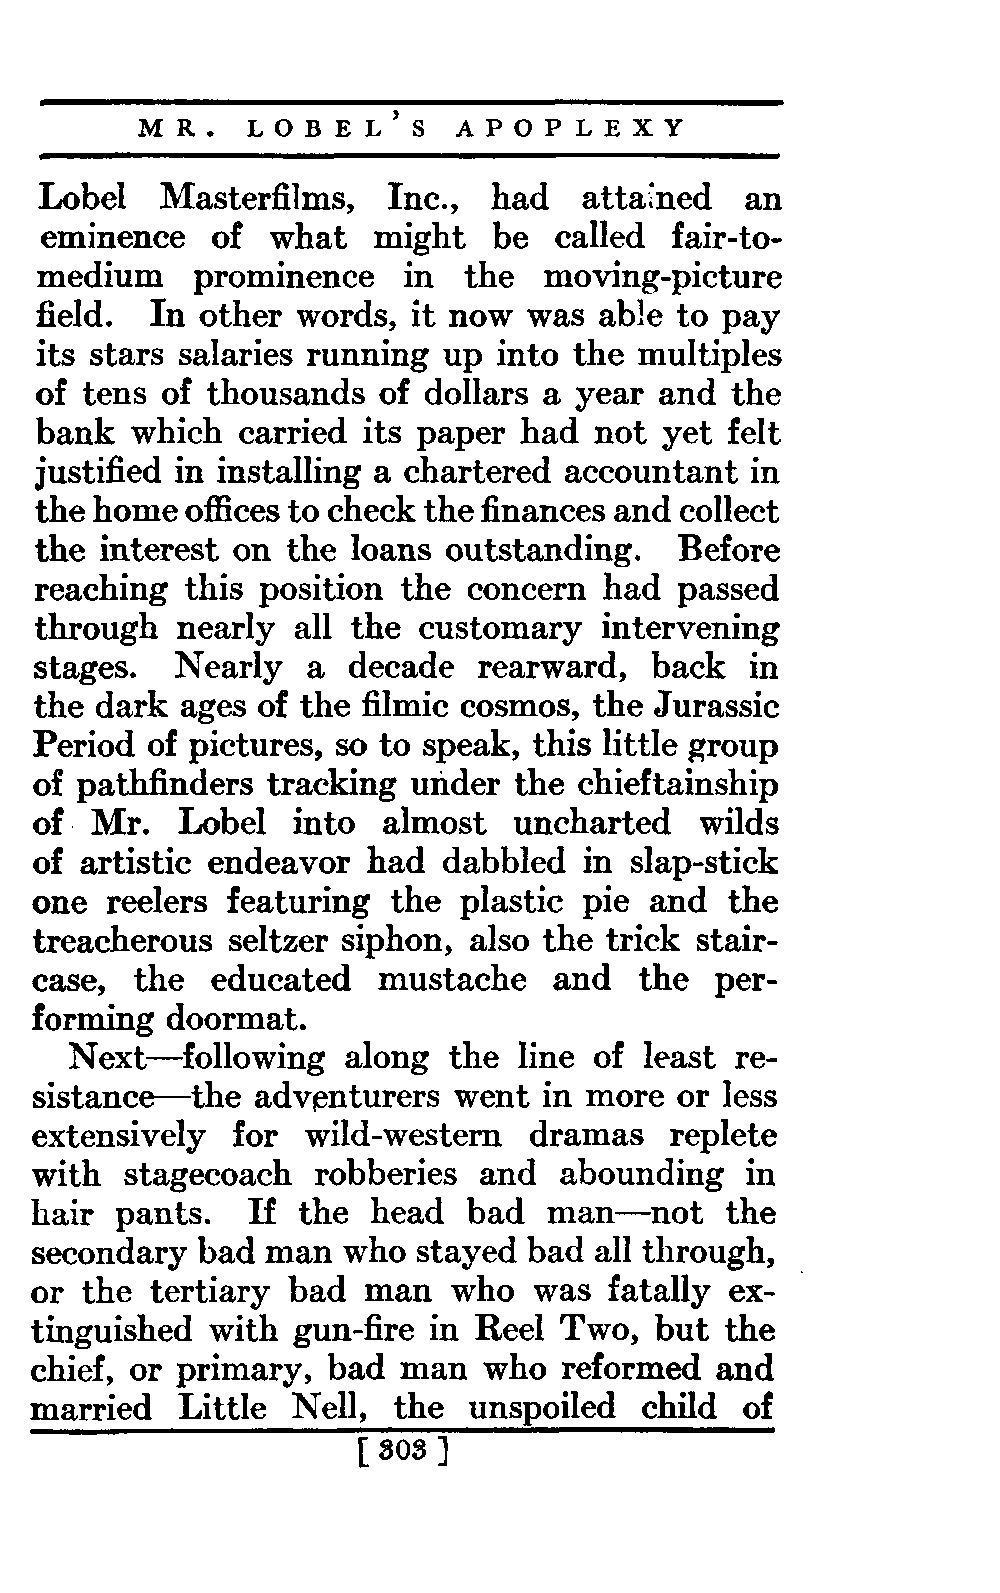 MR. LOBEL'S APOPLEXY
Lobel Masterfilms, Inc., had attained an
eminence of what might be called fair-to-
medium prominence in the moving-picture
field. In other words, it now was able to pay
its stars salaries running up into the multiples
of tens of thousands of dollars a year and the
bank which carried its paper had not yet felt
justified in installing a chartered accountant in
the home offices to check the finances and collect
the interest on the loans outstanding. Before
reaching this position the concern had passed
through nearly all the customary intervening
stages. Nearly a decade rearward, back in
the dark ages of the filmic cosmos, the Jurassic
Period of pictures, so to speak, this little group
of pathfinders tracking under the chieftainship
of Mr. Lobel into almost uncharted wilds
of artistic endeavor had dabbled in slap-stick
one reelers featuring the plastic pie and the
treacherous seltzer siphon, also the trick stair-
case, the educated mustache and the per-
forming doormat.
Next—following along the line of least re-
sistance—the adventurers went in more or less
extensively for wild-western dramas replete
with stagecoach robberies and abounding in
hair pants. If the head bad man—not the
secondary bad man who stayed bad all through,
or the tertiary bad man who was fatally ex-
tinguished with gun-fire in Reel Two, but the
chief, or primary, bad man who reformed and
married Little Nell, the unspoiled child of
[ 303 ]